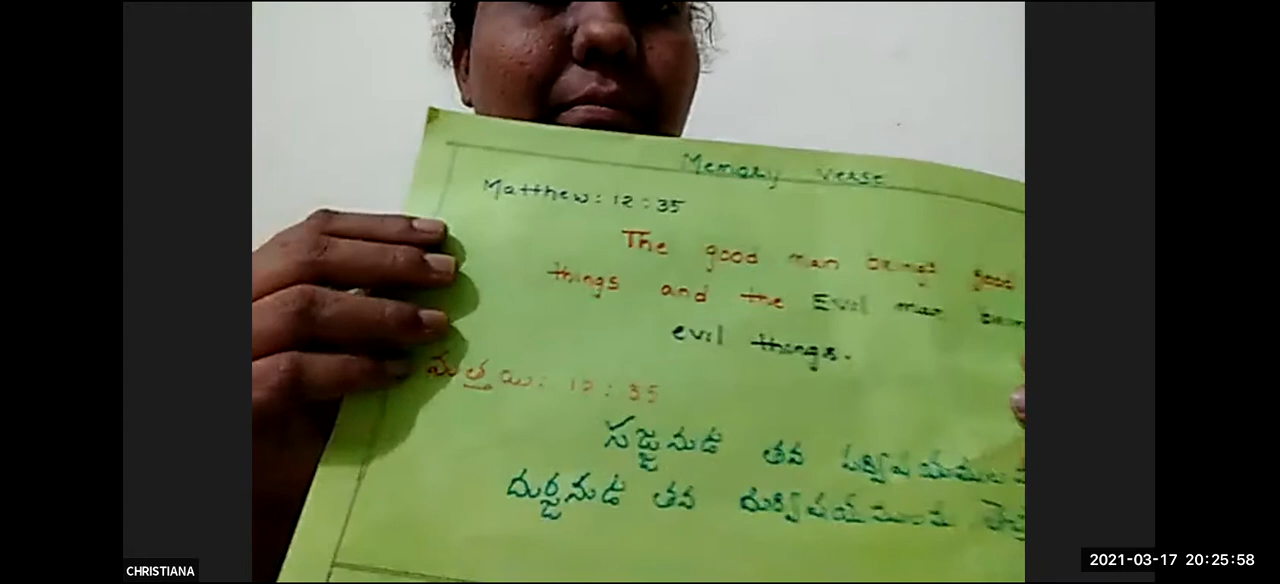 Memory Verse
Matthew: 12:35
The good man beings good
things and the Evil man
evil things.
మత్తయి: 12:35
సజ్జనుడు తన
దుర్జనుడు తన
CHRISTIANA
2021-03-17 20:25:58